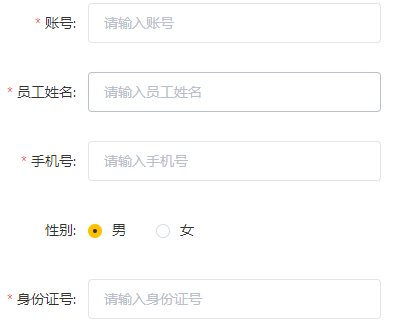 * 账号: 请输入账号
* 员工姓名: 请输入员工姓名
* 手机号: 请输入手机号
性别: 男 女
* 身份证号: 请输入身份证号